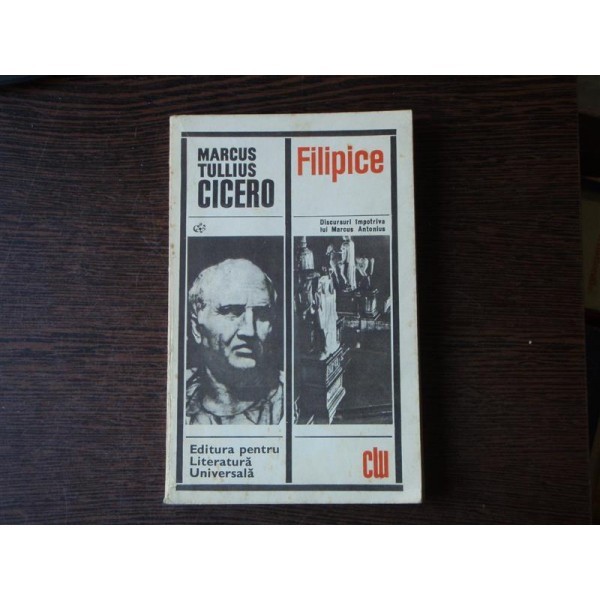 MARCUS
TULLIUS
CICERO
Filipice
Discursuri împotriva
lui Marcus Antonius
Editura pentru
Literatură
Universală
clu